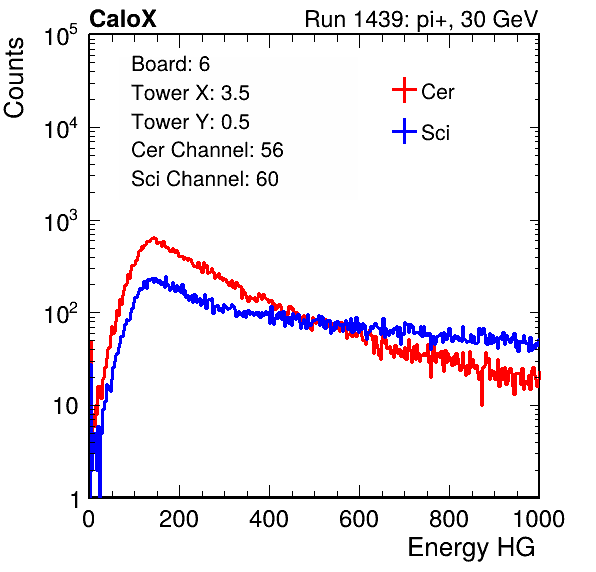 CaloX Run 1439: pi+, 30 GeV
Counts
Board: 6
Tower X: 3.5
Tower Y: 0.5
Cer Channel: 56
Sci Channel: 60
Cer
Sci
10^5
10^4
10^3
10^2
10
1
0 200 400 600 800 1000
Energy HG